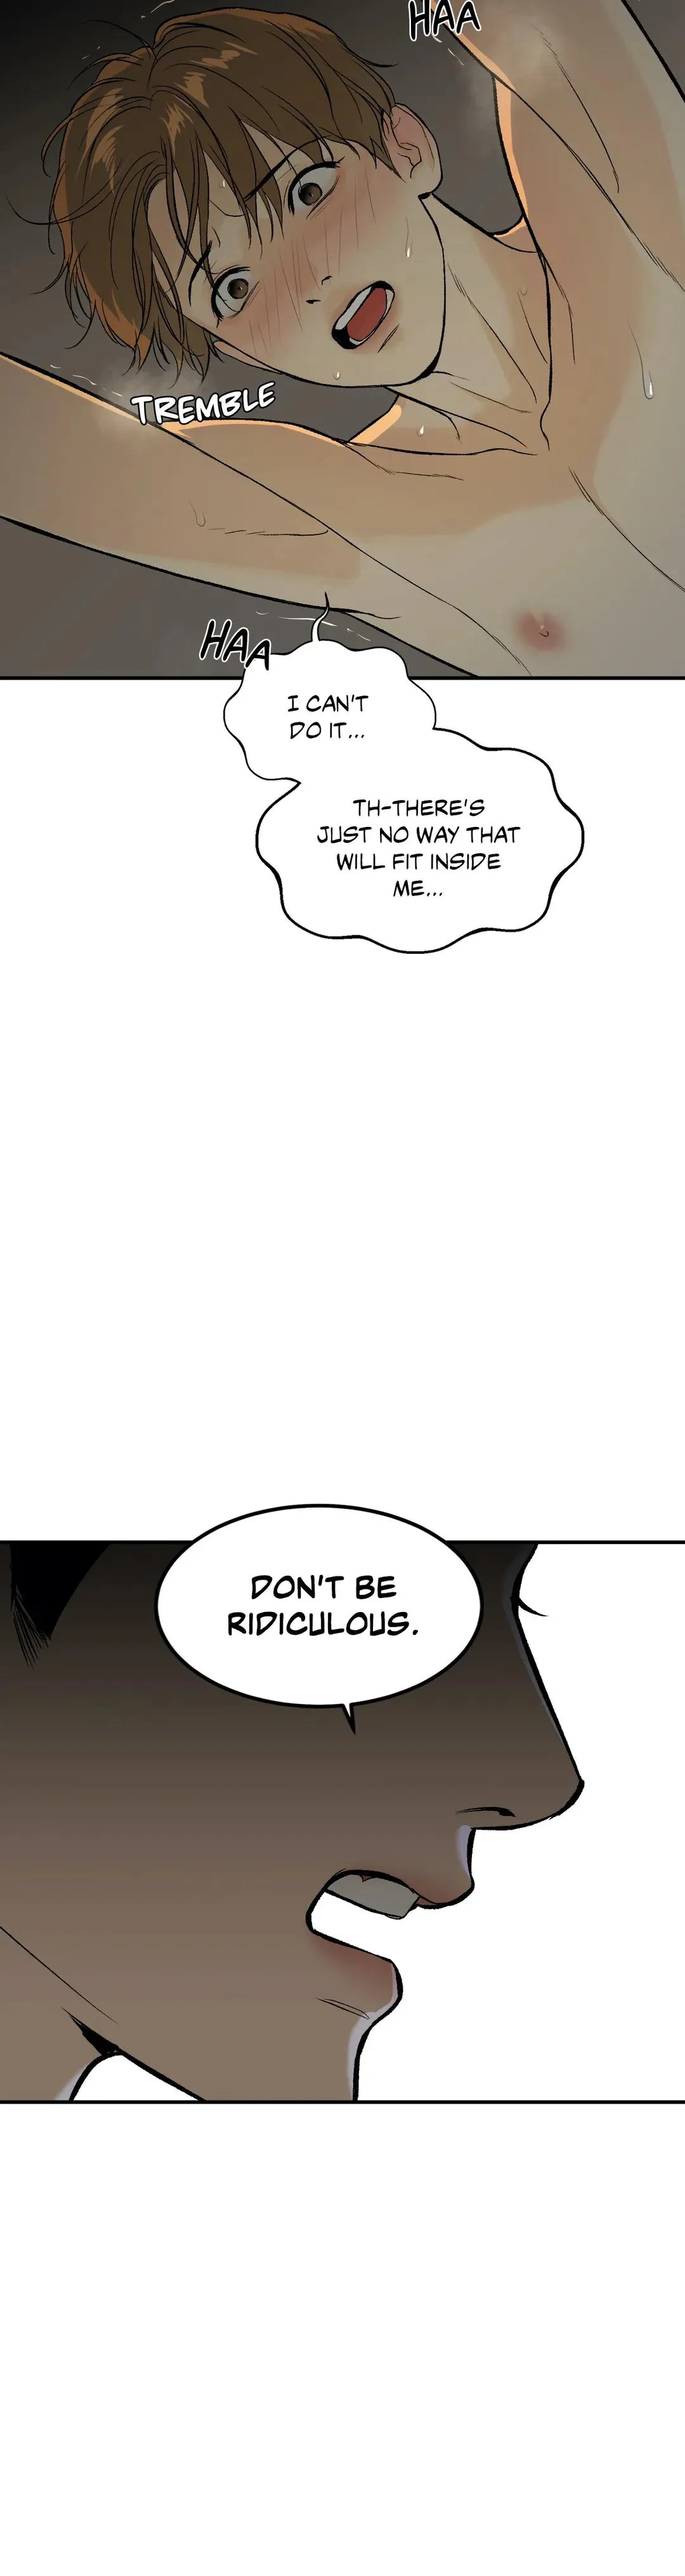 HAA
TREMBLE
HAA
I CAN'T
DO IT...
TH-THERE'S
JUST NO WAY THAT
WILL FIT INSIDE
ME...
DON'T BE
RIDICULOUS.